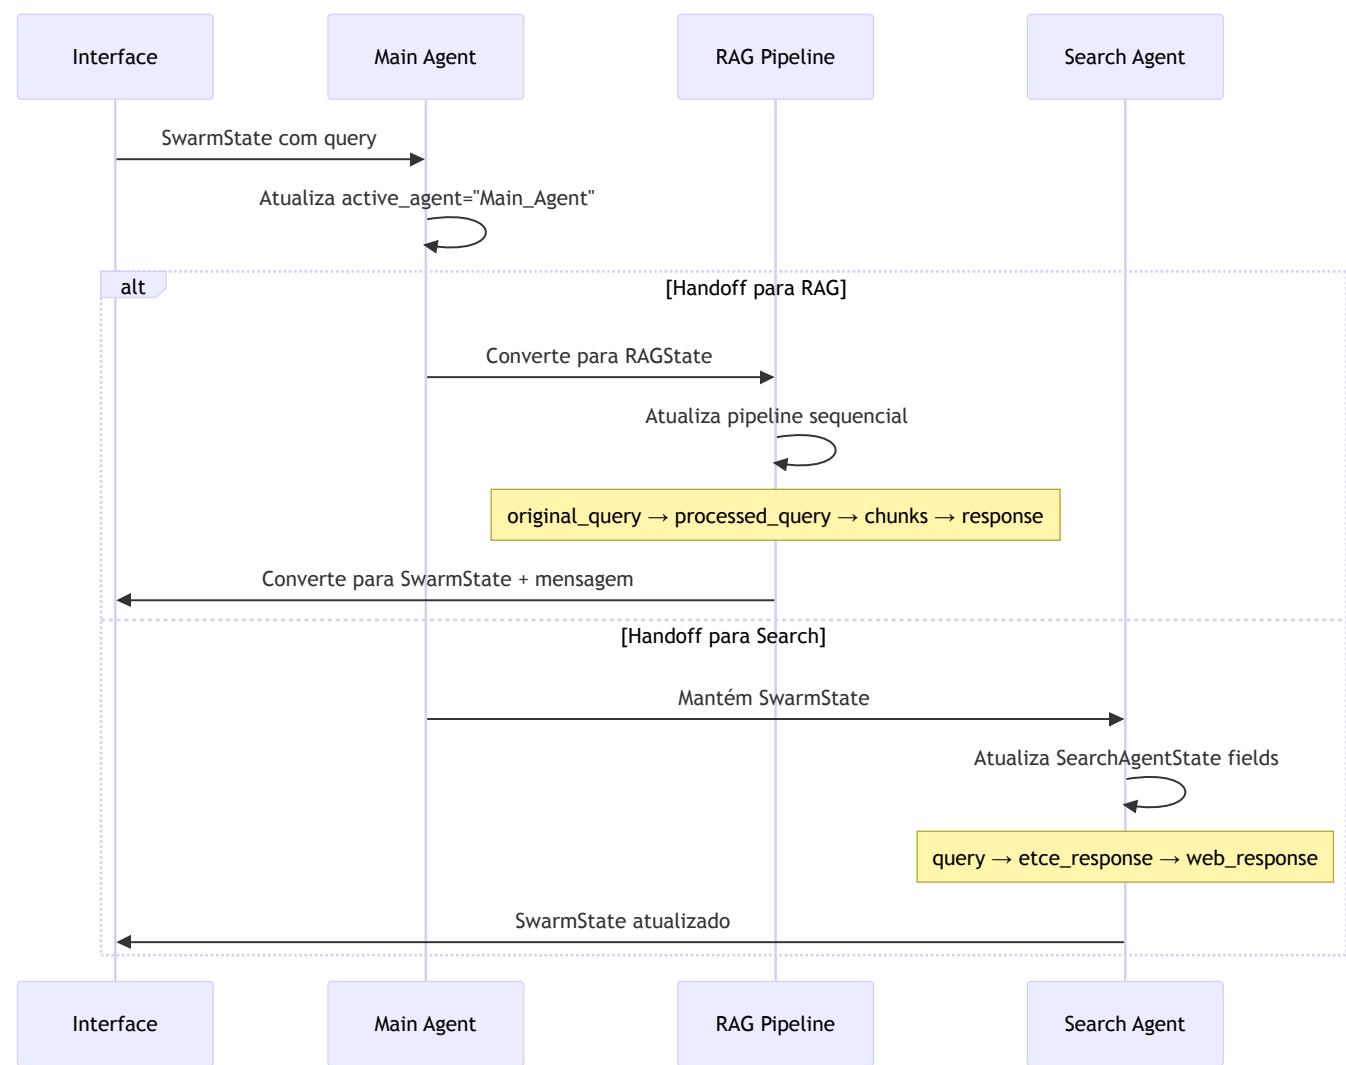 Interface
Main Agent
RAG Pipeline
Search Agent
SwarmState com query
Atualiza active_agent="Main_Agent"
alt
[Handoff para RAG]
Converte para RAGState
Atualiza pipeline sequencial
original_query → processed_query → chunks → response
Converte para SwarmState + mensagem
[Handoff para Search]
Mantém SwarmState
Atualiza SearchAgentState fields
query → etce_response → web_response
SwarmState atualizado
Interface
Main Agent
RAG Pipeline
Search Agent